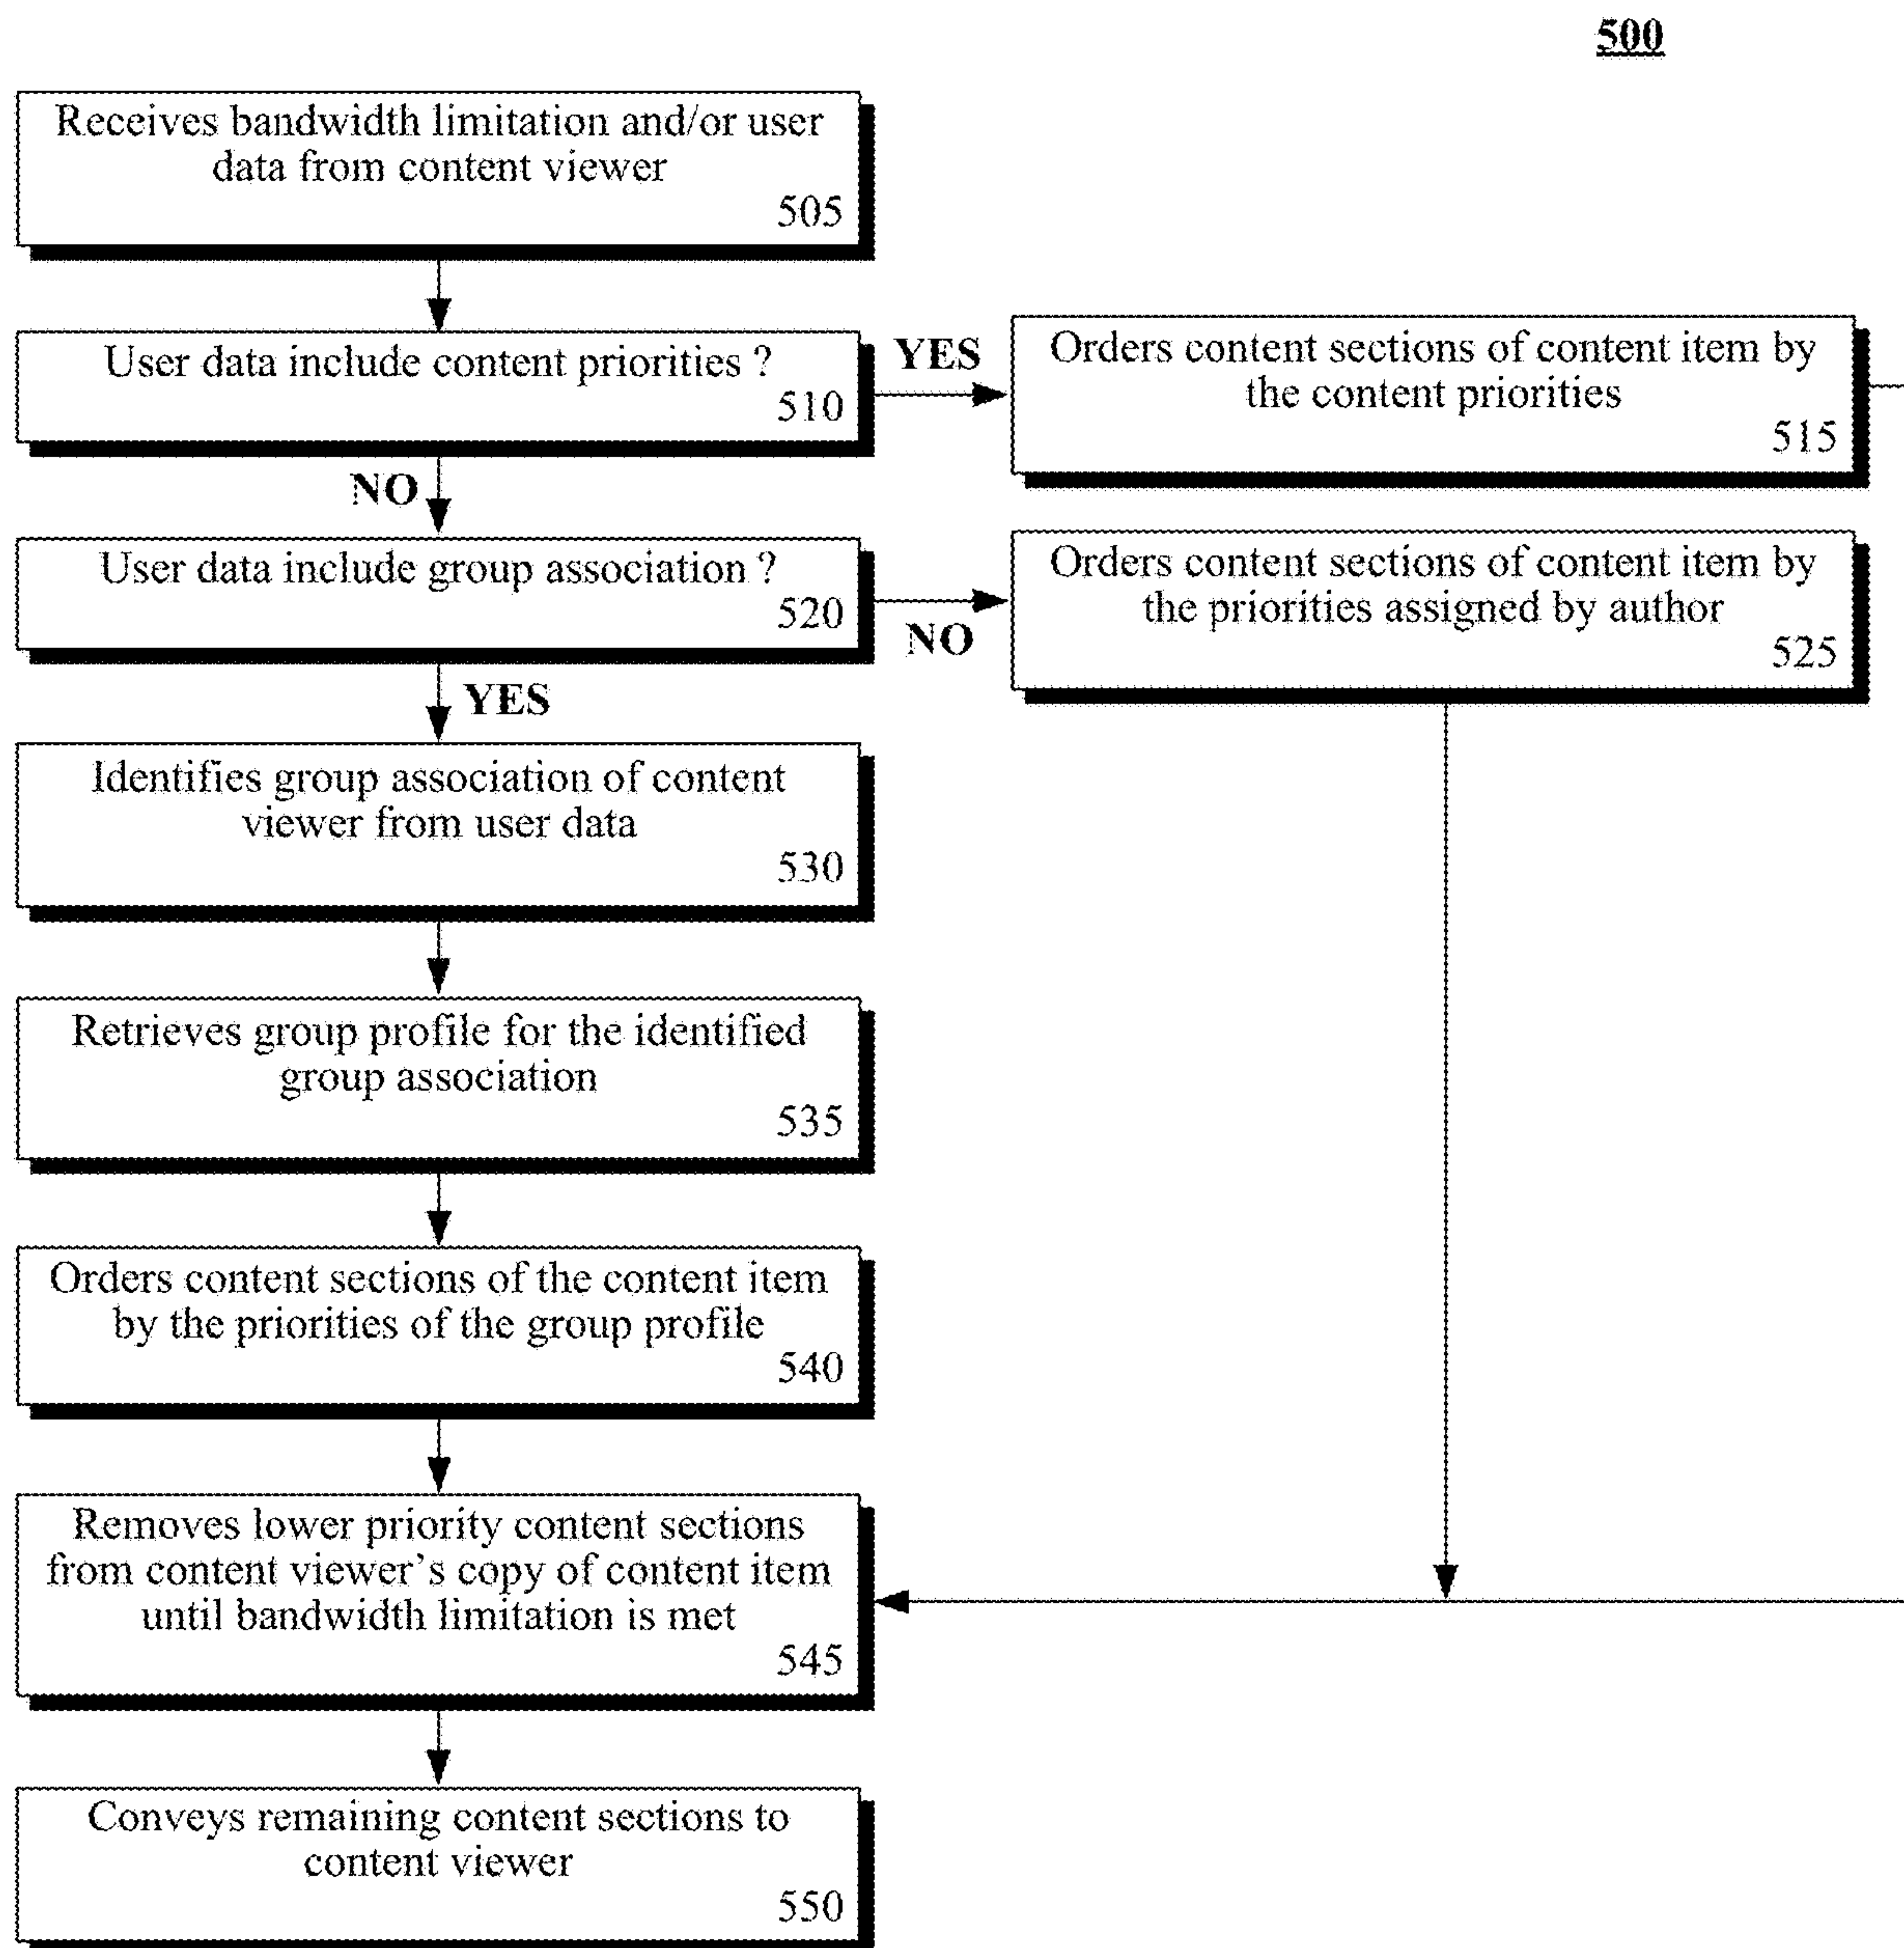 500
Receives bandwidth limitation and/or user
data from content viewer
505
User data include content priorities ?
510
YES
Orders content sections of content item by
the content priorities
515
NO
User data include group association ?
520
NO
Orders content sections of content item by
the priorities assigned by author
525
YES
Identifies group association of content
viewer from user data
530
Retrieves group profile for the identified
group association
535
Orders content sections of the content item
by the priorities of the group profile
540
Removes lower priority content sections
from content viewer’s copy of content item
until bandwidth limitation is met
545
Conveys remaining content sections to
content viewer
550